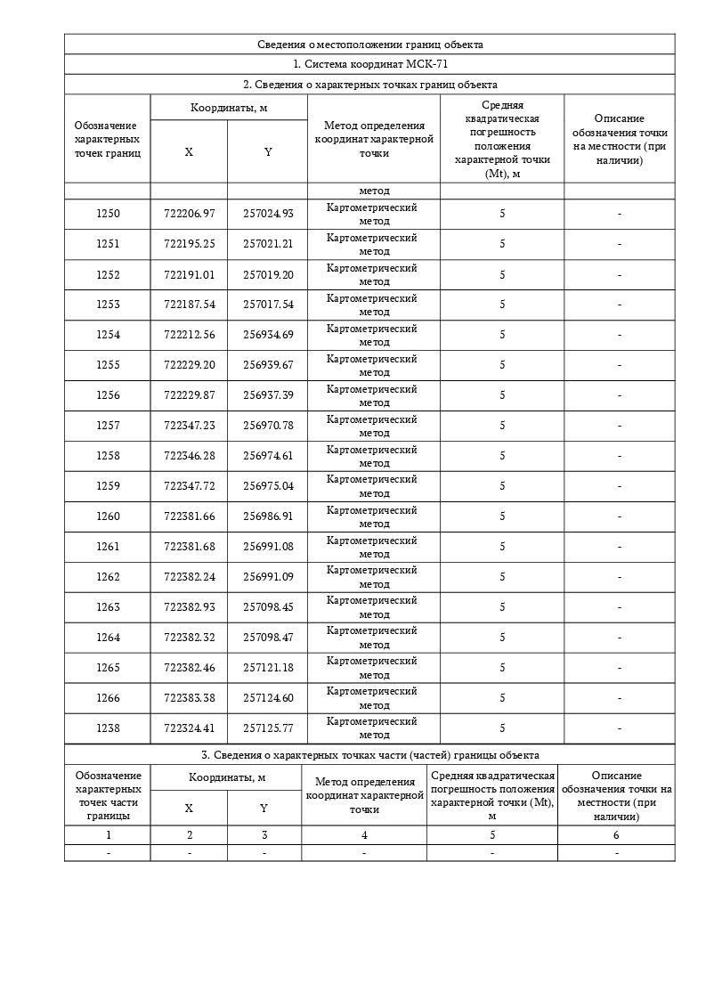 Сведения о местоположении границ объекта
1. Система координат МСК-71
2. Сведения о характерных точках границ объекта
Обозначение
характерных
точек границ
Координаты, м
X
Y
Метод определения
координат характерной
точки
Средняя
квадратическая
погрешность
положения
характерной точки
(Mt), м
Описание
обозначения точки
на местности (при
наличии)
метод
1250 722206.97 257024.93 Картометрический
метод 5 -
1251 722195.25 257021.21 Картометрический
метод 5 -
1252 722191.01 257019.20 Картометрический
метод 5 -
1253 722187.54 257017.54 Картометрический
метод 5 -
1254 722212.56 256934.69 Картометрический
метод 5 -
1255 722229.20 256939.67 Картометрический
метод 5 -
1256 722229.87 256937.39 Картометрический
метод 5 -
1257 722347.23 256970.78 Картометрический
метод 5 -
1258 722346.28 256974.61 Картометрический
метод 5 -
1259 722347.72 256975.04 Картометрический
метод 5 -
1260 722381.66 256986.91 Картометрический
метод 5 -
1261 722381.68 256991.08 Картометрический
метод 5 -
1262 722382.24 256991.09 Картометрический
метод 5 -
1263 722382.93 257098.45 Картометрический
метод 5 -
1264 722382.32 257098.47 Картометрический
метод 5 -
1265 722382.46 257121.18 Картометрический
метод 5 -
1266 722383.38 257124.60 Картометрический
метод 5 -
1238 722324.41 257125.77 Картометрический
метод 5 -
3. Сведения о характерных точках части (частей) границы объекта
Обозначение
характерных
точек части
границы
Координаты, м
X
Y
Метод определения
координат характерной
точки
Средняя квадратическая
погрешность положения
характерной точки (Mt),
м
Описание
обозначения точки на
местности (при
наличии)
1 2 3 4 5 6
- - - - - -